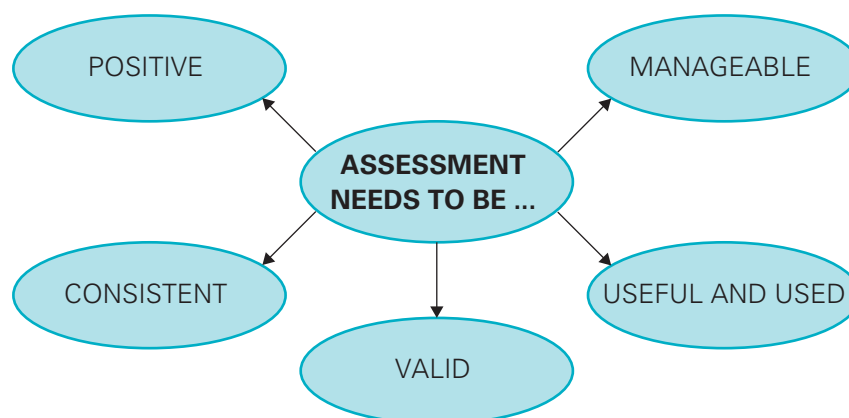 POSITIVE
MANAGEABLE
ASSESSMENT
NEEDS TO BE ...
CONSISTENT
USEFUL AND USED
VALID